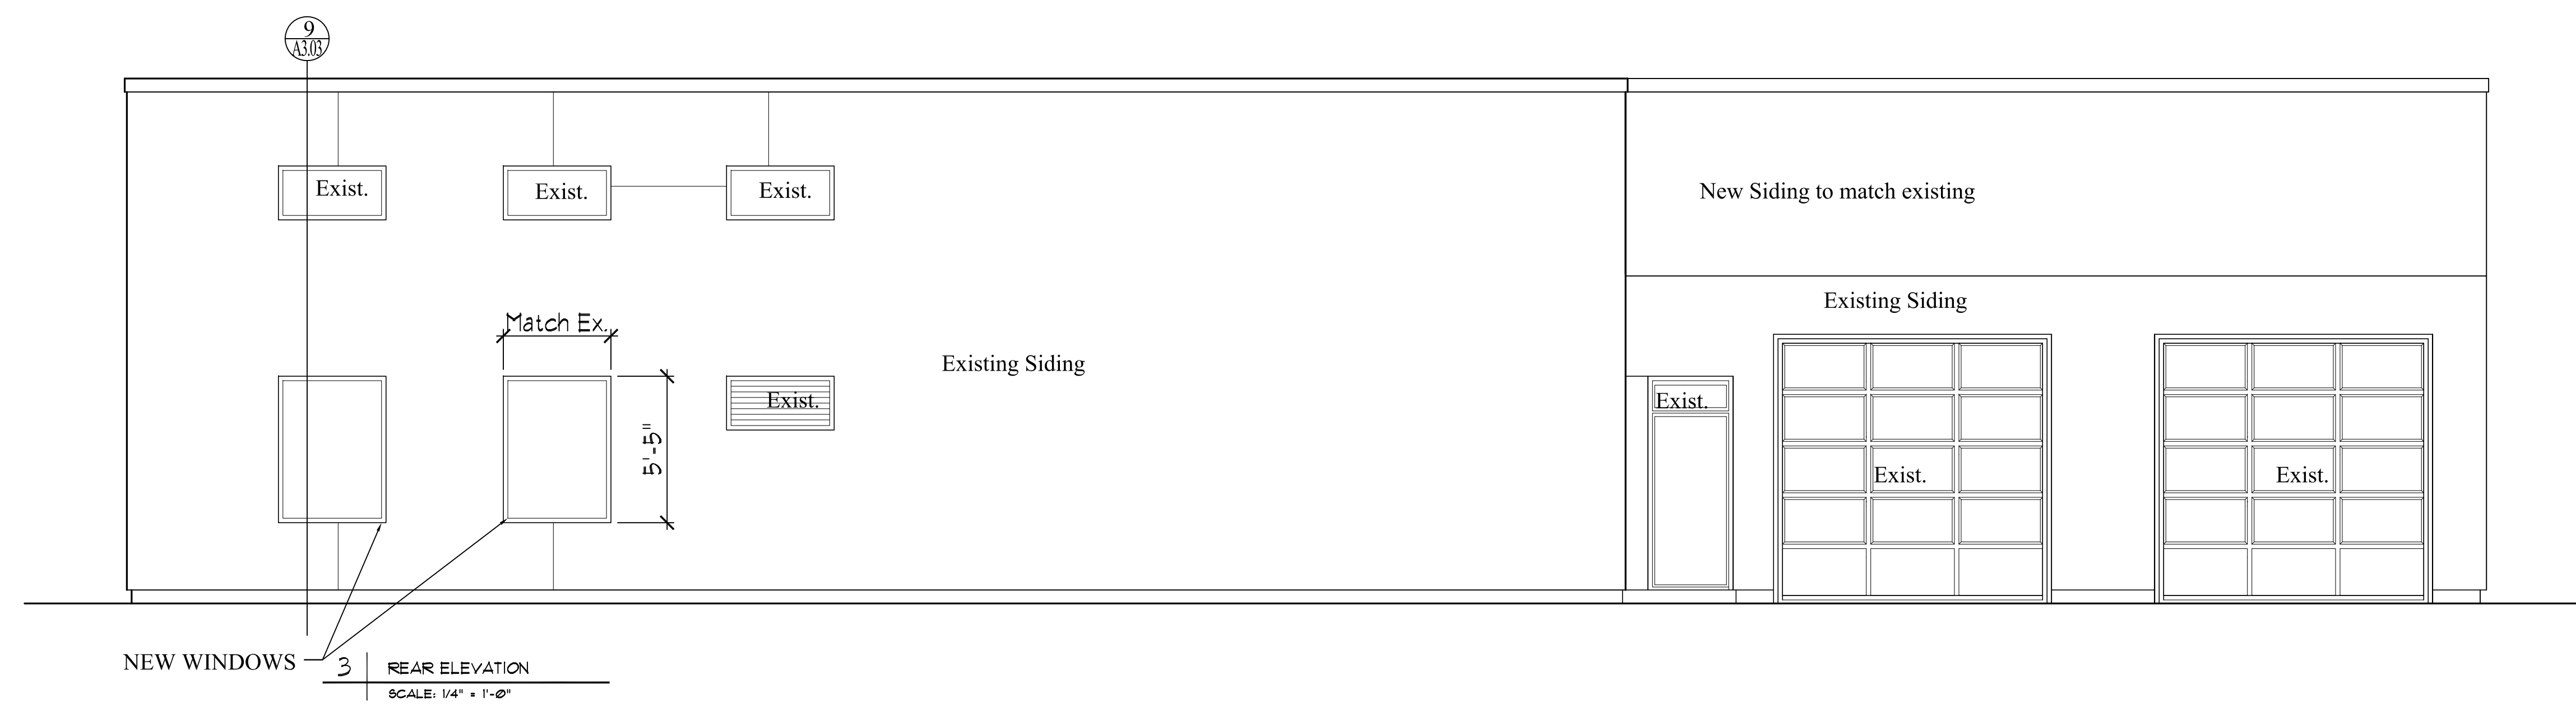 9
A3.03
Exist.
Exist.
Exist.
New Siding to match existing
Existing Siding
Match Ex.
Existing Siding
Exist.
Exist.
5'-5"
Exist.
Exist.
NEW WINDOWS
3
REAR ELEVATION
SCALE: 1/4" = 1'-0"